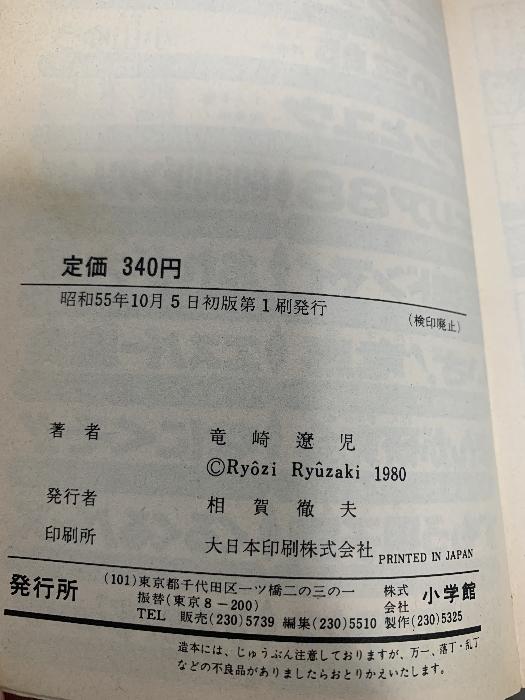 定価 340円
昭和55年10月5日初版第1刷発行
(検印廃止)
著者 竜崎遼児
©Ryôzi Ryûzaki 1980
発行者 相賀徹夫
印刷所 大日本印刷株式会社 PRINTED IN JAPAN
発行所 (101)東京都千代田区一ツ橋二の三の一 株式会社 小学館
振替(東京8-200)
TEL 販売(230)5739 編集(230)5510 製作(230)5325
造本には、じゅうぶん注意しておりますが、万一、落丁・乱丁
などの不良品がありましたらおとりかえいたします。